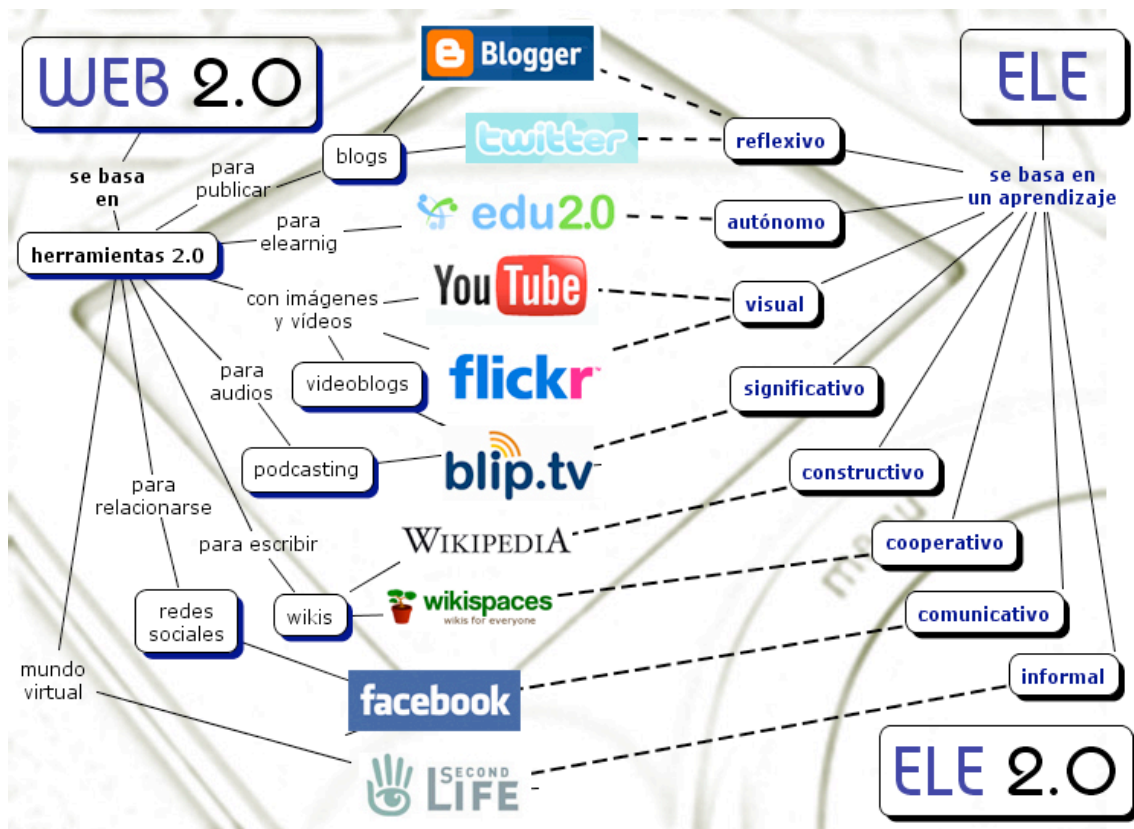 WEB 2.0
se basa
en
herramientas 2.0
para
publicar
blogs
Blogger
twitter
para
elearnig
edu2.0
con imágenes
y vídeos
You Tube
flickr
videoblogs
para
audios
podcasting
blip.tv
para
relacionarse
redes
sociales
para escribir
wikis
WIKIPEDIA
wikispaces
wikis for everyone
facebook
mundo
virtual
SECOND
LIFE
ELE
se basa en
un aprendizaje
reflexivo
autónomo
visual
significativo
constructivo
cooperativo
comunicativo
informal
menu
ELE 2.0